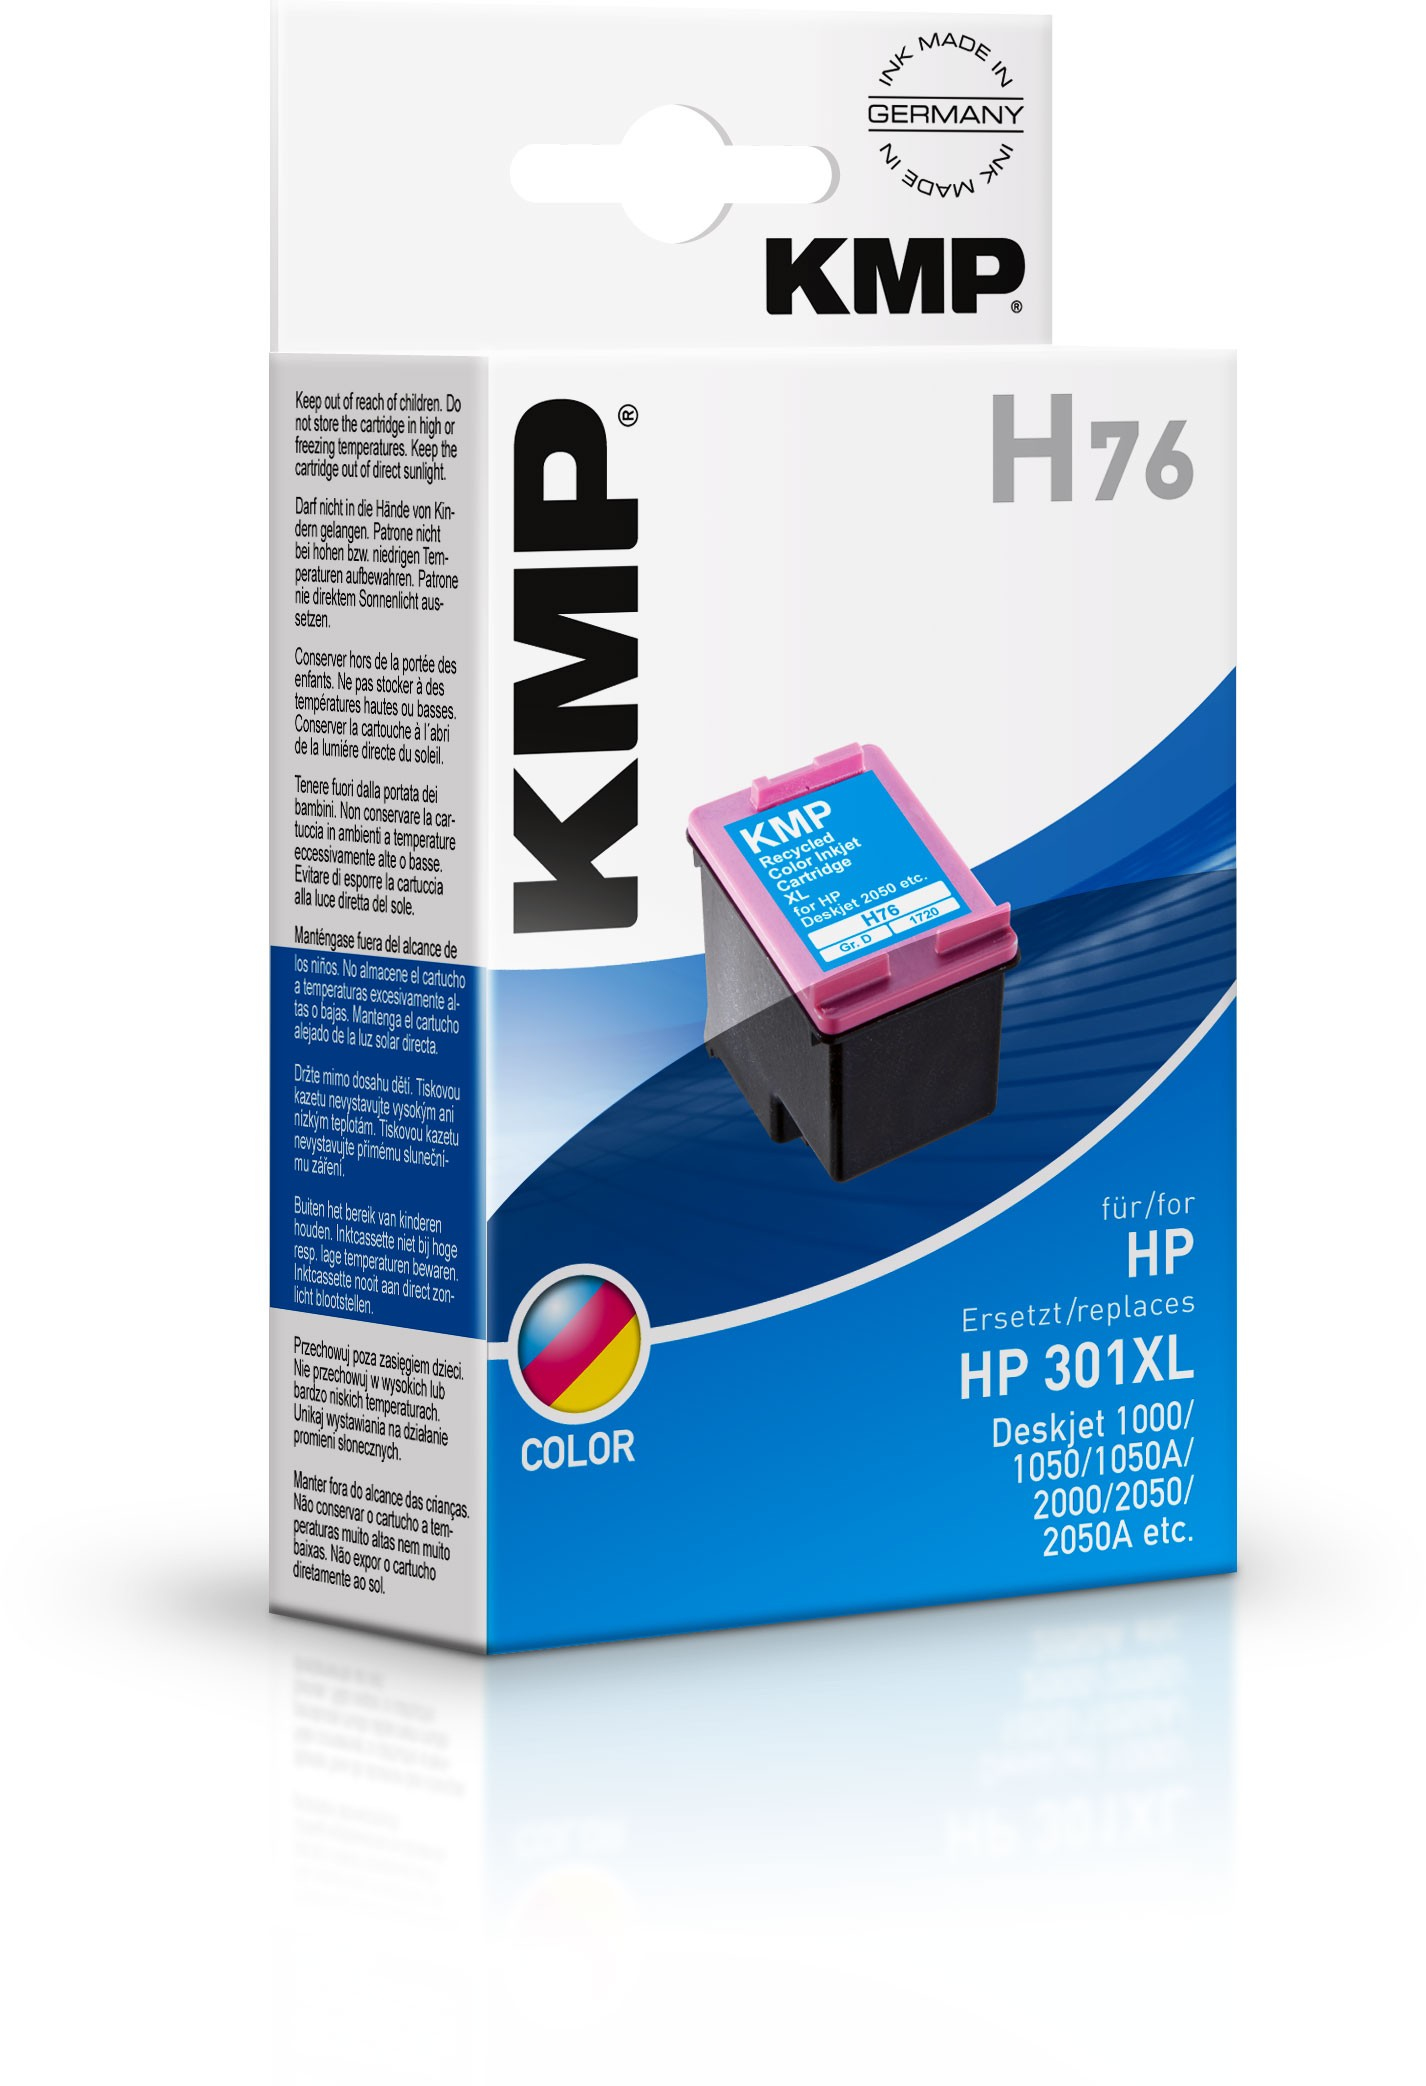 INK MADE IN
GERMANY
INK MADE IN
KMP®
Keep out of reach of children. Do
not store the cartridge in high or
freezing temperatures. Keep the
cartridge out of direct sunlight.
Darf nicht in die Hände von Kin-
dern gelangen. Patrone nicht
bei hohen bzw. niedrigen Tem-
peraturen aufbewahren. Patrone
nie direktem Sonnenlicht aus-
setzen.
Conserver hors de la portée des
enfants. Ne pas stocker à des
températures hautes ou basses.
Conserver la cartouche à l´abri
de la lumiére directe du soleil.
Tenere fuori dalla portata dei
bambini. Non conservare la car-
tuccia in ambienti a temperature
eccessivamente alte o basse.
Evitare di esporre la cartuccia
alla luce diretta del sole.
Manténgase fuera del alcance de
los niños. No almacene el cartucho
a temperaturas excesivamente al-
tas o bajas. Mantenga el cartucho
alejado de la luz solar directa.
Držte mimo dosahu dětí. Tiskovou
kazetu nevystavujte vysokým ani
nízkým teplotám. Tiskovou kazetu
nevystavujte přímému sluneční-
mu záření.
Buiten het bereik van kinderen
houden. Inktcassette niet bij hoge
resp. lage temperaturen bewaren.
Inktcassette nooit aan direct zon-
licht blootstellen.
Przechowuj poza zasięgiem dzieci.
Nie przechowuj w wysokich lub
bardzo niskich temperaturach.
Unikaj wystawiania na działanie
promieni słonecznych.
Manter fora do alcance das crianças.
Não conservar o cartucho a tem-
peraturas muito altas nem muito
baixas. Não expor o cartucho
diretamente ao sol.
KMP®
H76
KMP
Recycled
Color Inkjet
Cartridge
XL
for HP
Deskjet 2050 etc.
H76
Gr. D 1720
für/for
HP
Ersetzt/replaces
HP 301XL
Deskjet 1000/
1050/1050A/
2000/2050/
2050A etc.
COLOR